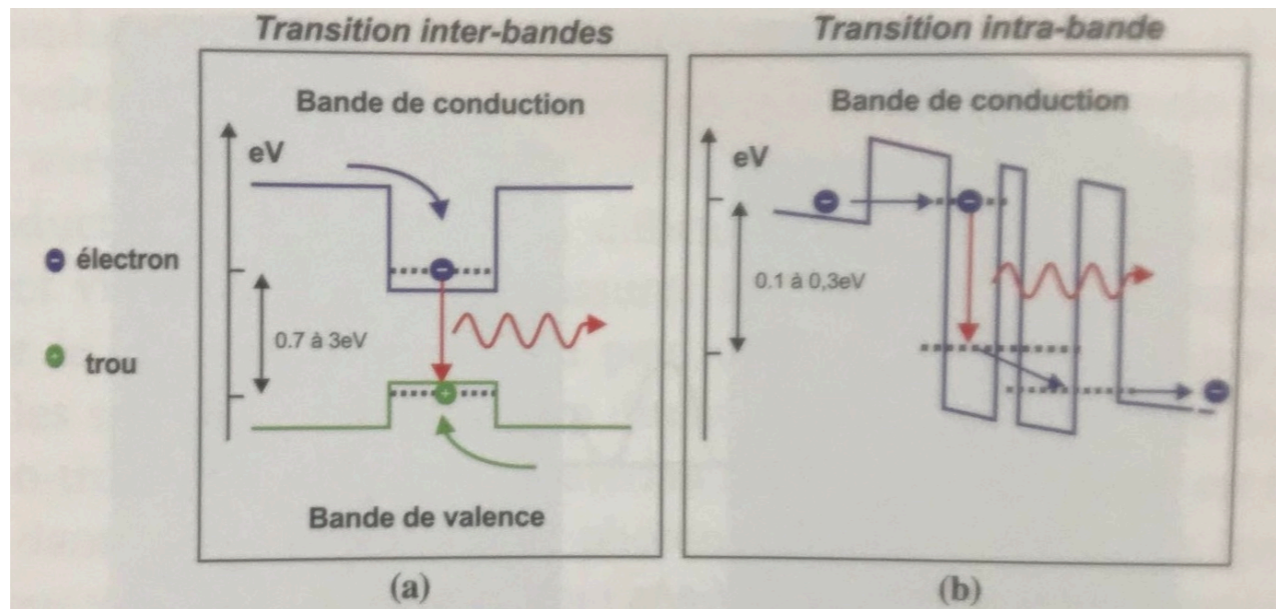 Transition inter-bandes
Bande de conduction
eV
électron
0.7 à 3eV
trou
Bande de valence
(a)
Transition intra-bande
Bande de conduction
eV
0.1 à 0,3eV
(b)